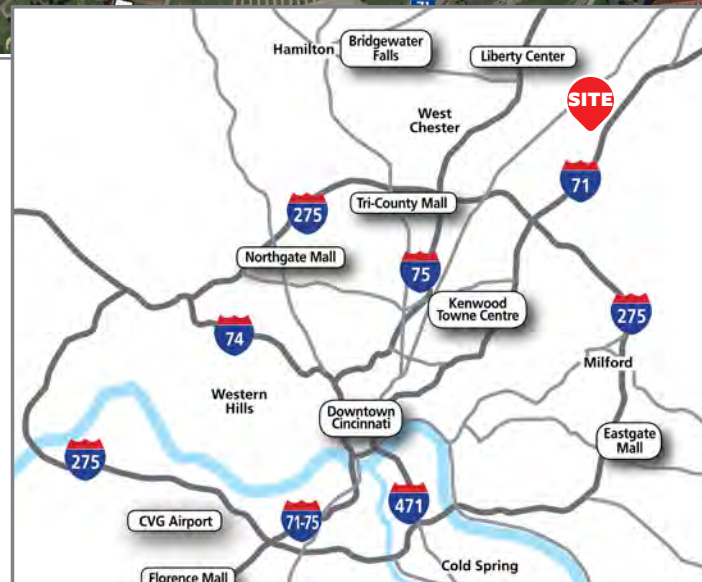 71
Hamilton
Bridgewater
Falls
Liberty Center
SITE
West
Chester
71
Tri-County Mall
275
Northgate Mall
75
Kenwood
Towne Centre
275
74
Milford
Western
Hills
Downtown
Cincinnati
Eastgate
Mall
275
471
71-75
CVG Airport
Cold Spring
Florence Mall